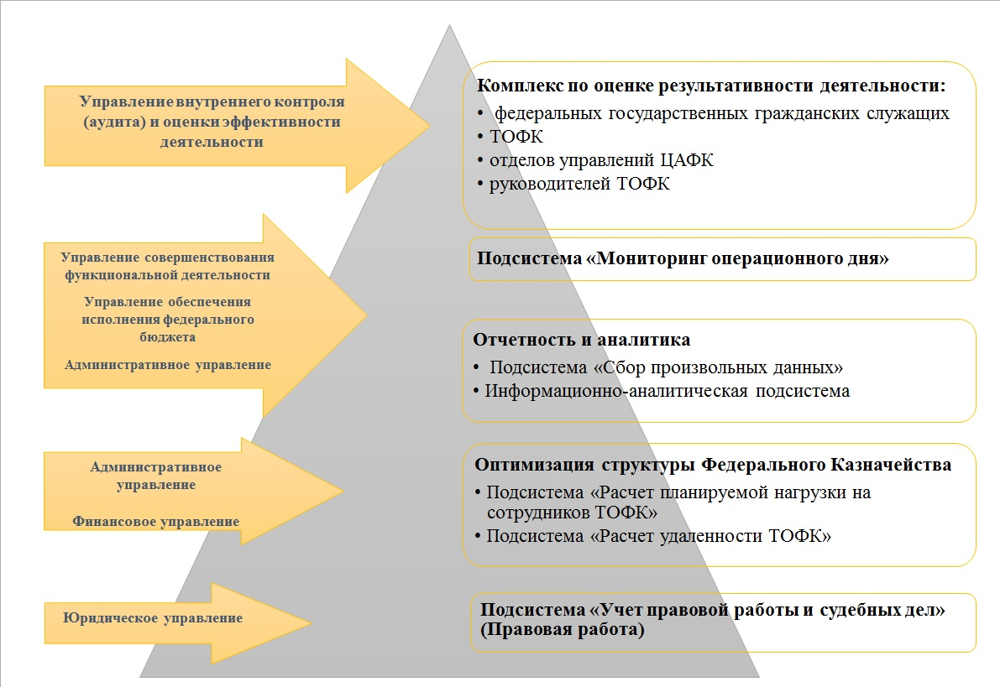 Управление внутреннего контроля
(аудита) и оценки эффективности
деятельности
Комплекс по оценке результативности деятельности:
• федеральных государственных гражданских служащих
• ТОФК
• отделов управлений ЦАФК
• руководителей ТОФК
Управление совершенствования
функциональной деятельности
Управление обеспечения
исполнения федерального
бюджета
Административное управление
Подсистема «Мониторинг операционного дня»
Отчетность и аналитика
• Подсистема «Сбор произвольных данных»
• Информационно-аналитическая подсистема
Административное
управление
Финансовое управление
Оптимизация структуры Федерального Казначейства
• Подсистема «Расчет планируемой нагрузки на
сотрудников ТОФК»
• Подсистема «Расчет удаленности ТОФК»
Юридическое управление
Подсистема «Учет правовой работы и судебных дел»
(Правовая работа)